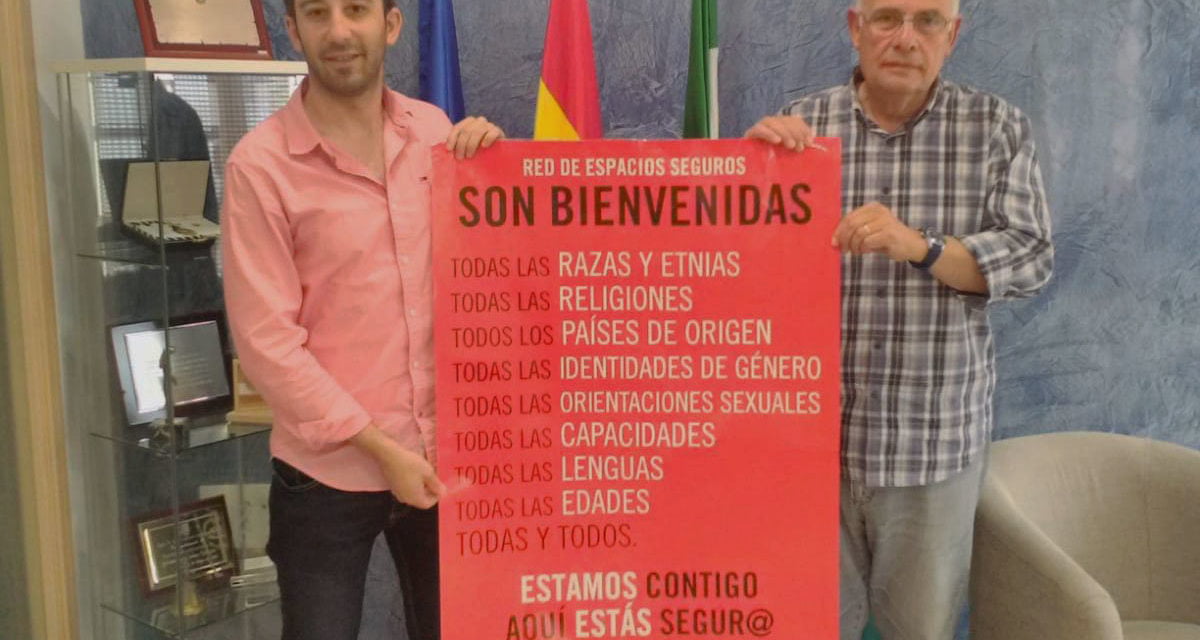 RED DE ESPACIOS SEGUROS
SON BIENVENIDAS
TODAS LAS RAZAS Y ETNIAS
TODAS LAS RELIGIONES
TODOS LOS PAÍSES DE ORIGEN
TODAS LAS IDENTIDADES DE GÉNERO
TODAS LAS ORIENTACIONES SEXUALES
TODAS LAS CAPACIDADES
TODAS LAS LENGUAS
TODAS LAS EDADES
TODAS Y TODOS.
ESTAMOS CONTIGO
AQUÍ ESTÁS SEGUR@